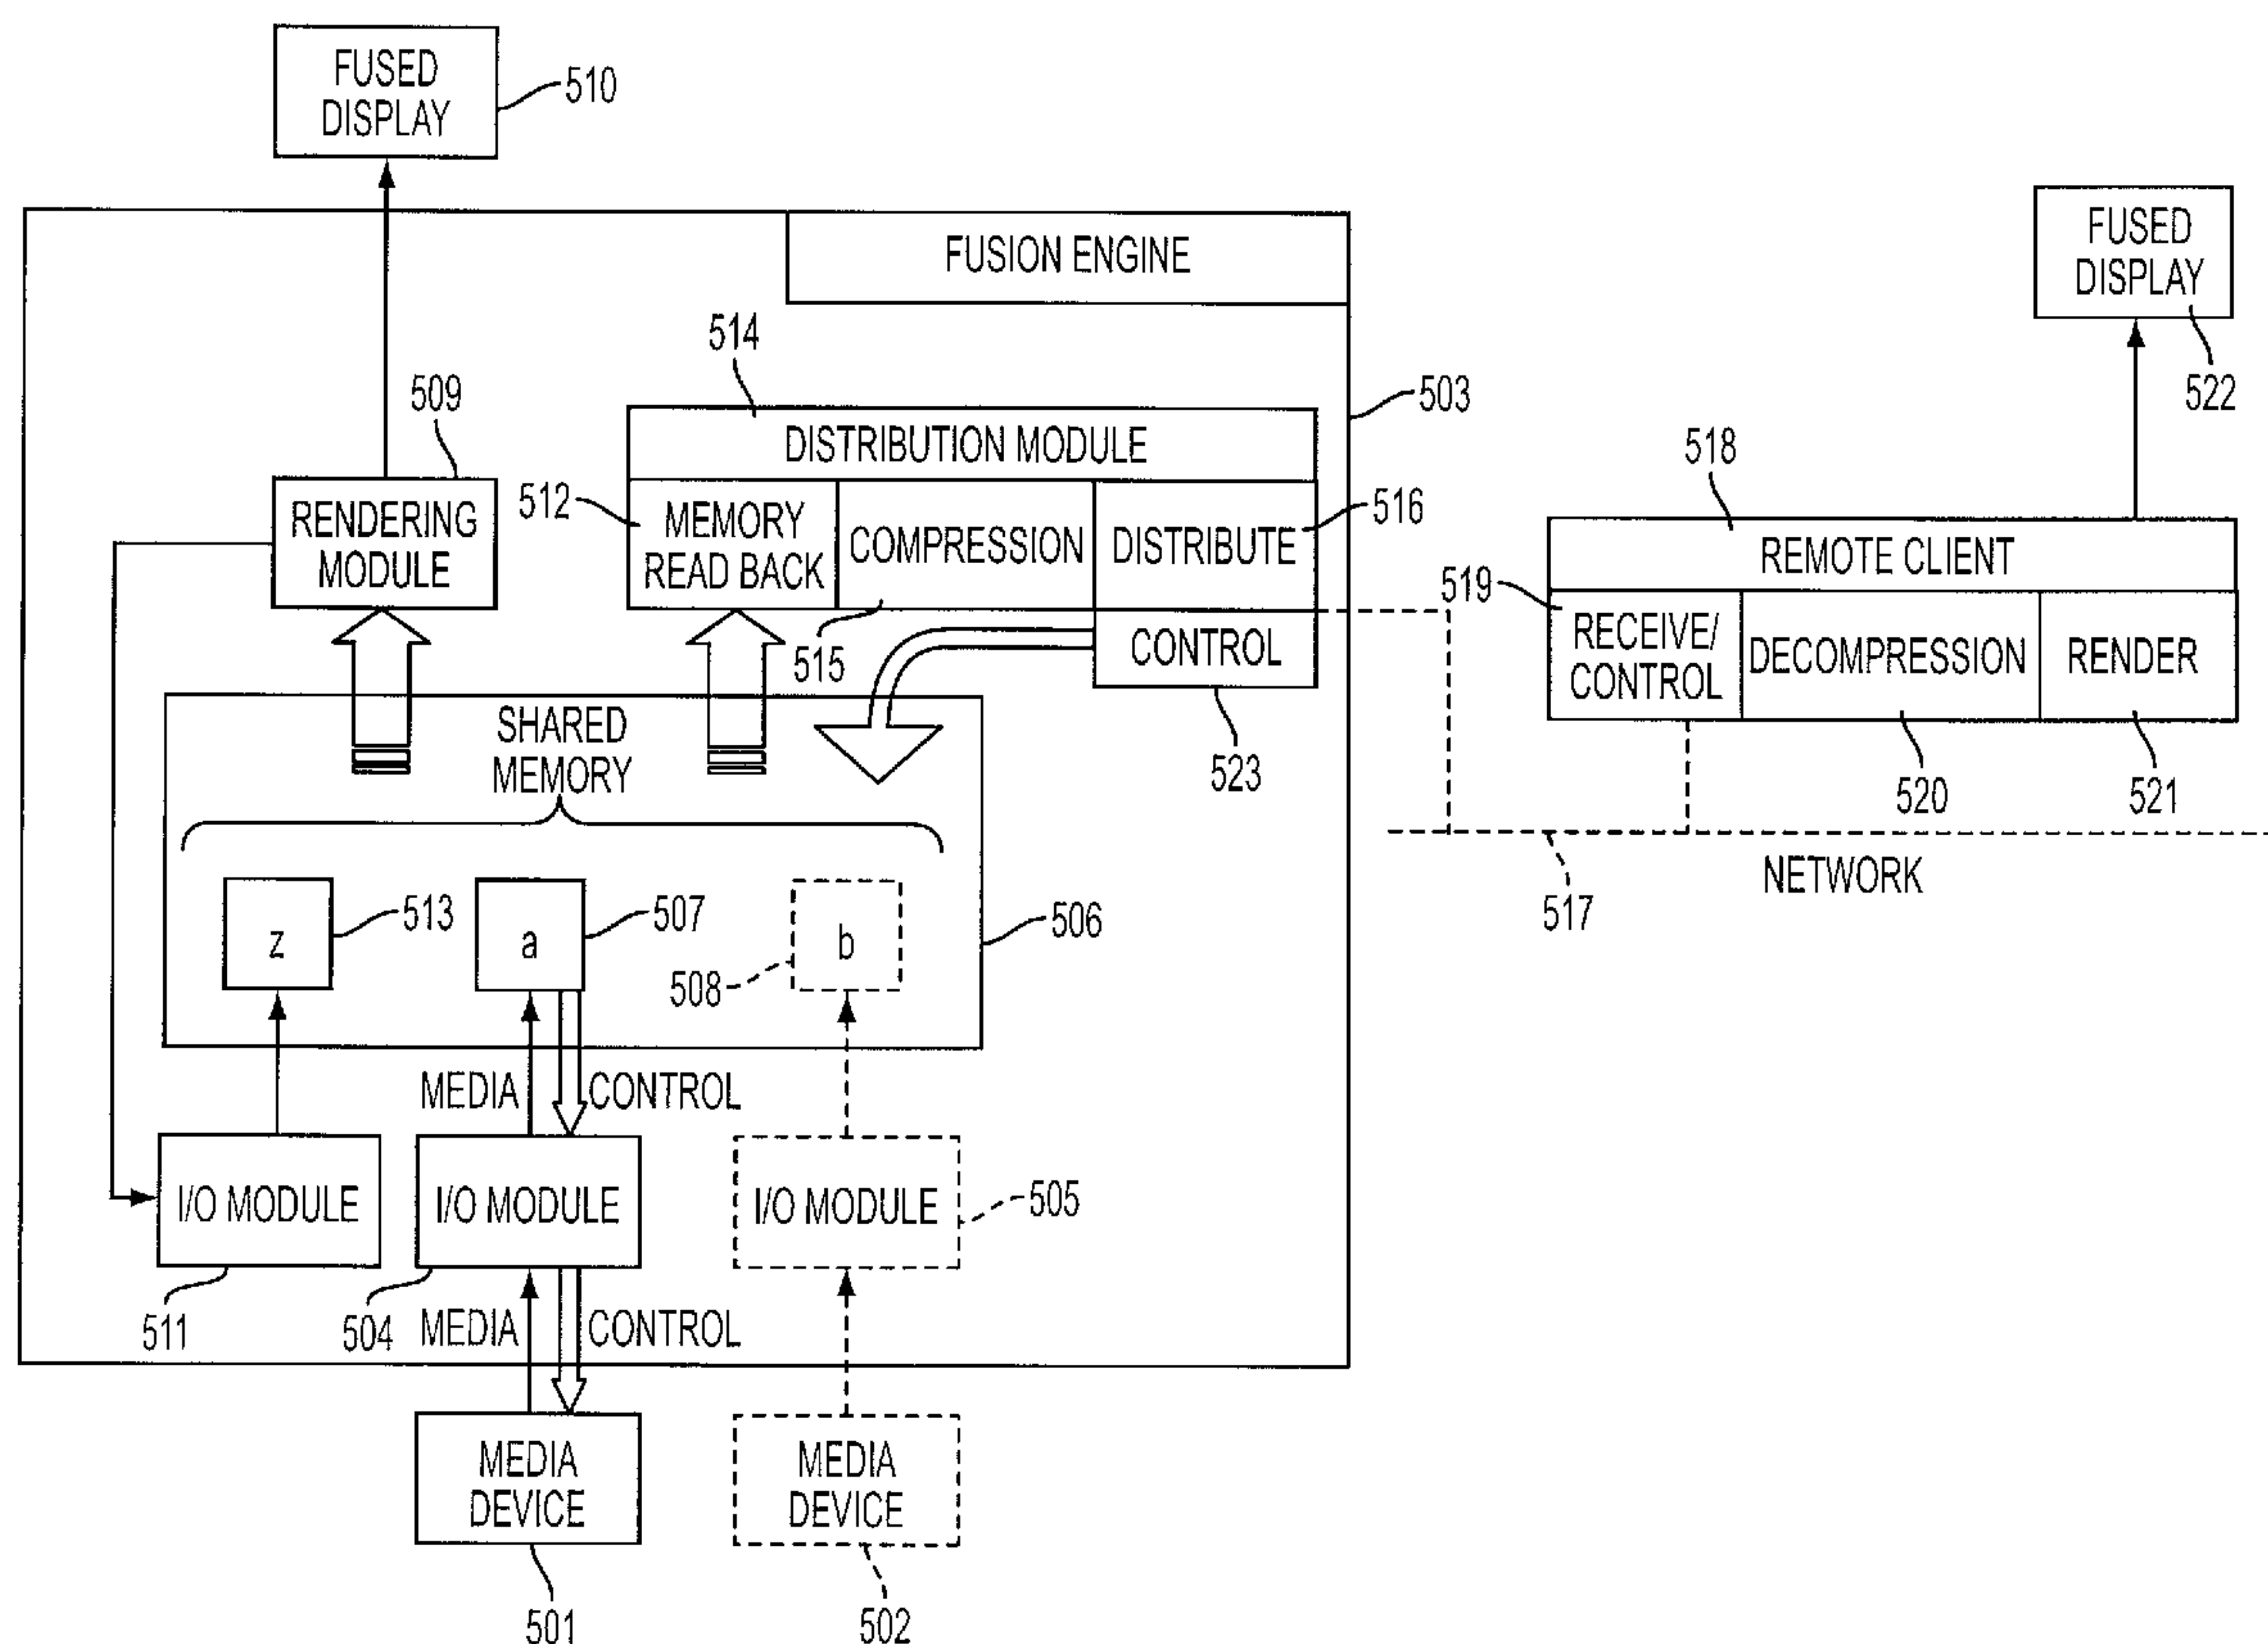 FUSED
DISPLAY
510
FUSION ENGINE
FUSED
DISPLAY
522
514
509
503
DISTRIBUTION MODULE
518
512
RENDERING
MODULE
MEMORY
READ BACK
COMPRESSION
DISTRIBUTE
516
REMOTE CLIENT
519
515
CONTROL
RECEIVE/
CONTROL
DECOMPRESSION
RENDER
SHARED
MEMORY
523
520
521
NETWORK
517
z
513
a
507
b
508
506
MEDIA
CONTROL
I/O MODULE
I/O MODULE
I/O MODULE
505
511
504
MEDIA
CONTROL
MEDIA
DEVICE
MEDIA
DEVICE
501
502